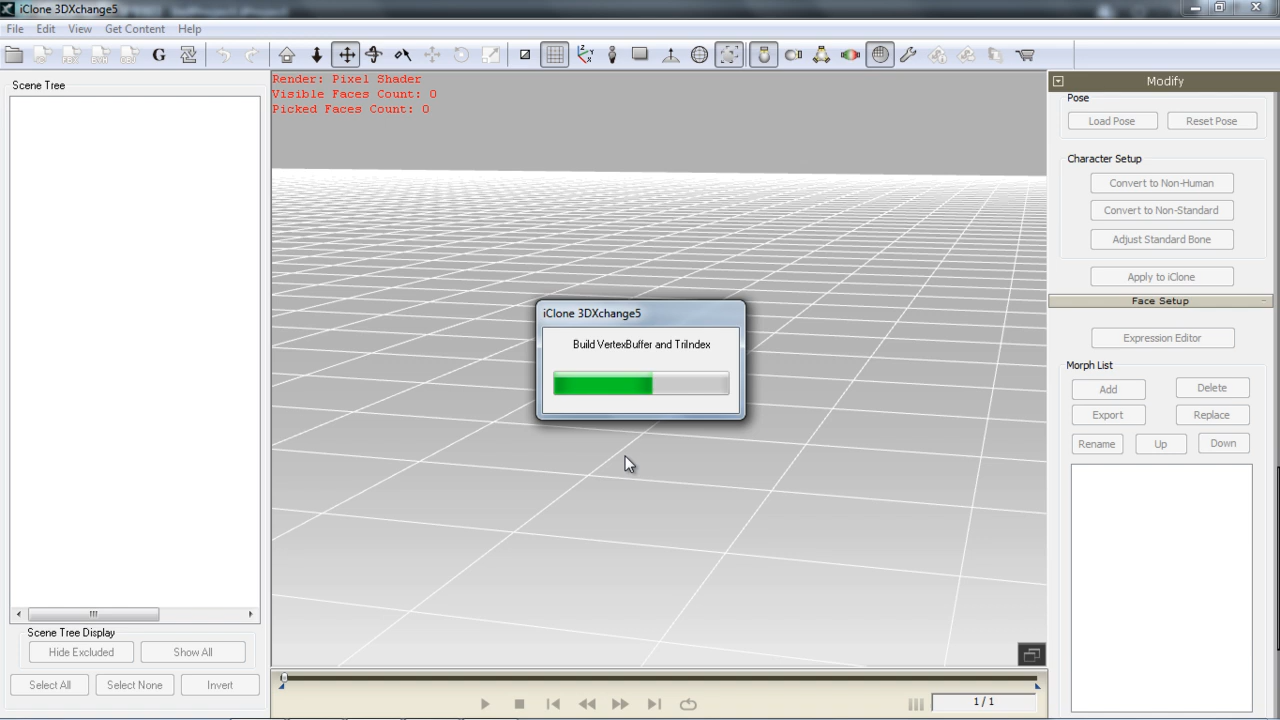 iClone 3DXchange5
File Edit View Get Content Help
G
Scene Tree
Render: Pixel Shader
Visible Faces Count: 0
Picked Faces Count: 0
iClone 3DXchange5
Build VertexBuffer and TriIndex
Scene Tree Display
Hide Excluded Show All
Select All Select None Invert
1 / 1
Modify
Pose
Load Pose Reset Pose
Character Setup
Convert to Non-Human
Convert to Non-Standard
Adjust Standard Bone
Apply to iClone
Face Setup
Expression Editor
Morph List
Add Delete
Export Replace
Rename Up Down